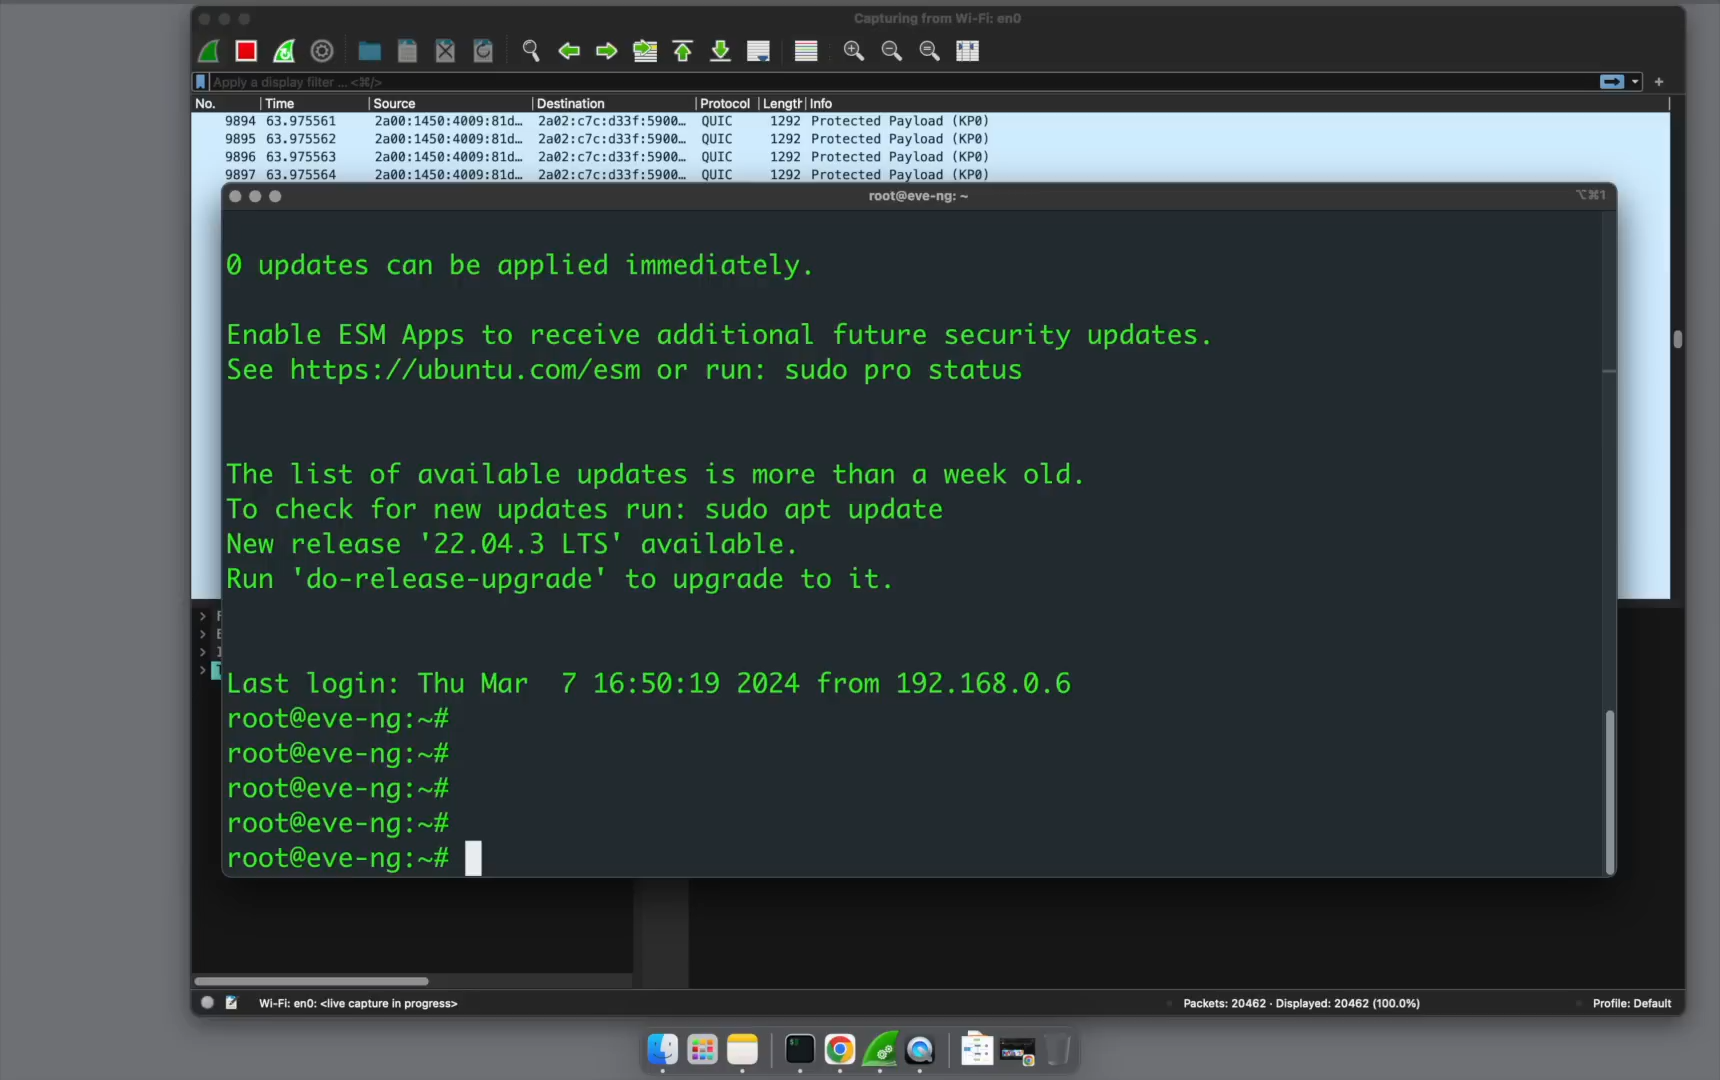 Capturing from Wi-Fi: en0
Apply a display filter ... <⌘/>
No. Time Source Destination Protocol Length Info
9894 63.975561 2a00:1450:4009:81d… 2a02:c7c:d33f:5900… QUIC 1292 Protected Payload (KP0)
9895 63.975562 2a00:1450:4009:81d… 2a02:c7c:d33f:5900… QUIC 1292 Protected Payload (KP0)
9896 63.975563 2a00:1450:4009:81d… 2a02:c7c:d33f:5900… QUIC 1292 Protected Payload (KP0)
9897 63.975564 2a00:1450:4009:81d… 2a02:c7c:d33f:5900… QUIC 1292 Protected Payload (KP0)
root@eve-ng: ~ ⌥⌘1
0 updates can be applied immediately.
Enable ESM Apps to receive additional future security updates.
See https://ubuntu.com/esm or run: sudo pro status
The list of available updates is more than a week old.
To check for new updates run: sudo apt update
New release '22.04.3 LTS' available.
Run 'do-release-upgrade' to upgrade to it.
Last login: Thu Mar  7 16:50:19 2024 from 192.168.0.6
root@eve-ng:~#
root@eve-ng:~#
root@eve-ng:~#
root@eve-ng:~#
root@eve-ng:~#
Wi-Fi: en0: <live capture in progress> Packets: 20462 · Displayed: 20462 (100.0%) Profile: Default